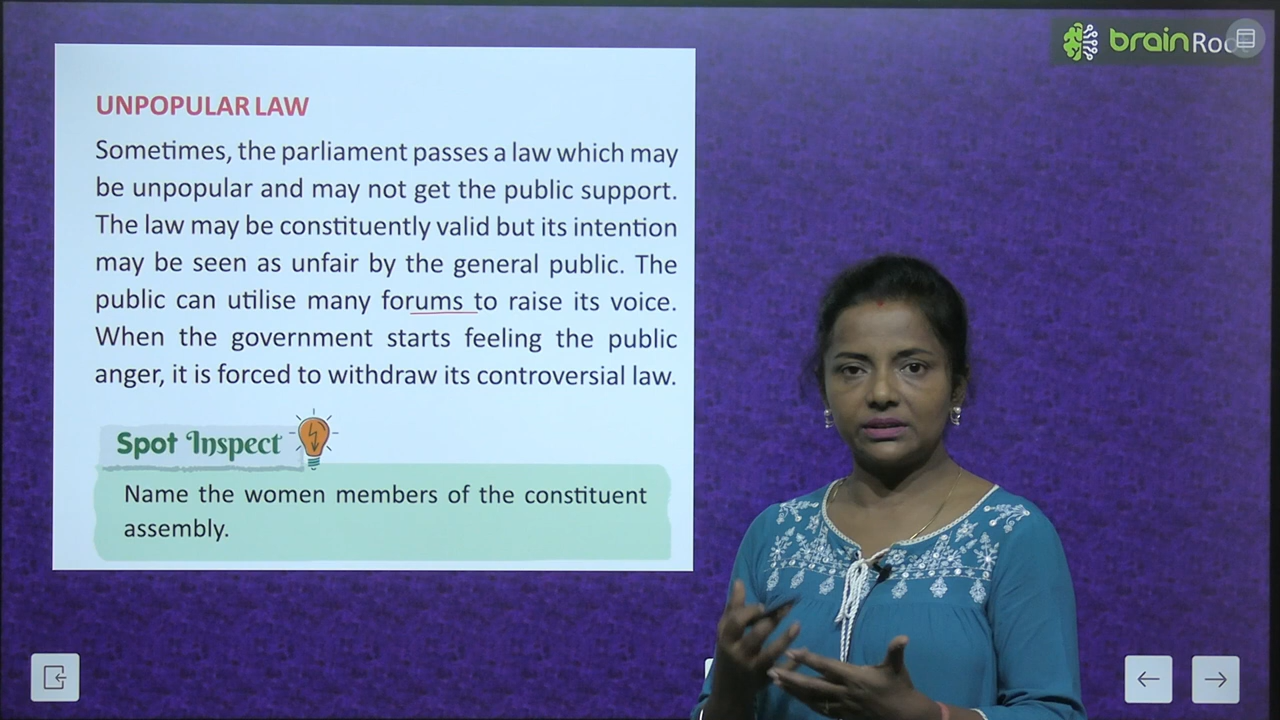 brainRoot
UNPOPULAR LAW
Sometimes, the parliament passes a law which may
be unpopular and may not get the public support.
The law may be constituently valid but its intention
may be seen as unfair by the general public. The
public can utilise many forums to raise its voice.
When the government starts feeling the public
anger, it is forced to withdraw its controversial law.
Spot Inspect
Name the women members of the constituent
assembly.